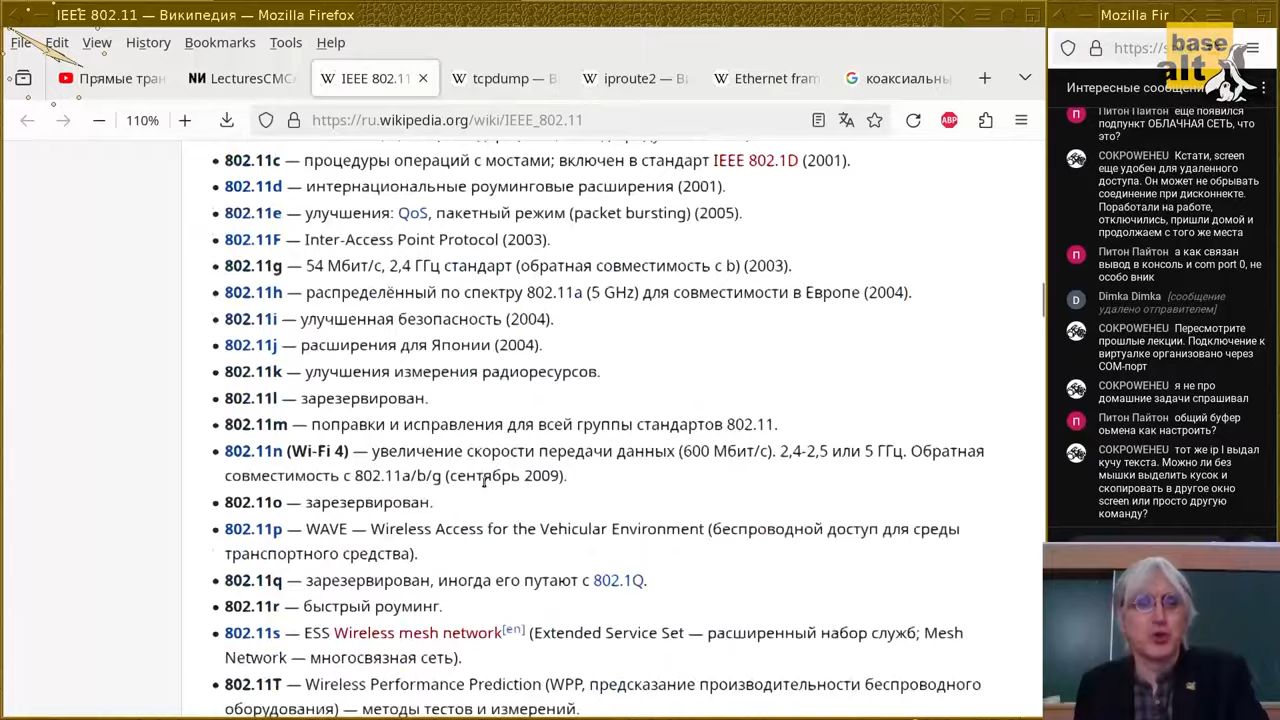 IEEE 802.11 — Википедия — Mozilla Firefox
Mozilla Fir
File Edit View History Bookmarks Tools Help
Прямые тран
LecturesCMC
IEEE 802.11
tcpdump — В
iproute2 — Ви
Ethernet fram
коаксиальны
110%
https://ru.wikipedia.org/wiki/IEEE_802.11
ABP
• 802.11c — процедуры операций с мостами; включен в стандарт IEEE 802.1D (2001).
• 802.11d — интернациональные роуминговые расширения (2001).
• 802.11e — улучшения: QoS, пакетный режим (packet bursting) (2005).
• 802.11F — Inter-Access Point Protocol (2003).
• 802.11g — 54 Мбит/с, 2,4 ГГц стандарт (обратная совместимость с b) (2003).
• 802.11h — распределённый по спектру 802.11a (5 GHz) для совместимости в Европе (2004).
• 802.11i — улучшенная безопасность (2004).
• 802.11j — расширения для Японии (2004).
• 802.11k — улучшения измерения радиоресурсов.
• 802.11l — зарезервирован.
• 802.11m — поправки и исправления для всей группы стандартов 802.11.
• 802.11n (Wi-Fi 4) — увеличение скорости передачи данных (600 Мбит/с). 2,4-2,5 или 5 ГГц. Обратная
совместимость с 802.11a/b/g (сентябрь 2009).
• 802.11o — зарезервирован.
• 802.11p — WAVE — Wireless Access for the Vehicular Environment (беспроводной доступ для среды
транспортного средства).
• 802.11q — зарезервирован, иногда его путают с 802.1Q.
• 802.11r — быстрый роуминг.
• 802.11s — ESS Wireless mesh network[en] (Extended Service Set — расширенный набор служб; Mesh
Network — многосвязная сеть).
• 802.11T — Wireless Performance Prediction (WPP, предсказание производительности беспроводного
оборудования) — методы тестов и измерений.
https://s
base
alt
Интересные сообщени
Питон Пайтон еще появился
подпункт ОБЛАЧНАЯ СЕТЬ, что
это?
COKPOWEHEU Кстати, screen
еще удобен для удаленного
доступа. Он может не обрывать
соединение при дисконнекте.
Поработали на работе,
отключились, пришли домой и
продолжаем с того же места
Питон Пайтон а как связан
вывод в консоль и com port 0, не
особо вник
Dimka Dimka [сообщение
удалено отправителем]
COKPOWEHEU Пересмотрите
прошлые лекции. Подключение к
виртуалке организовано через
COM-порт
COKPOWEHEU я не про
домашние задачи спрашивал
Питон Пайтон общий буфер
оьмена как настроить?
COKPOWEHEU тот же ip l выдал
кучу текста. Можно ли без
мышки выделить кусок и
скопировать в другое окно
screen или просто другую
команду?